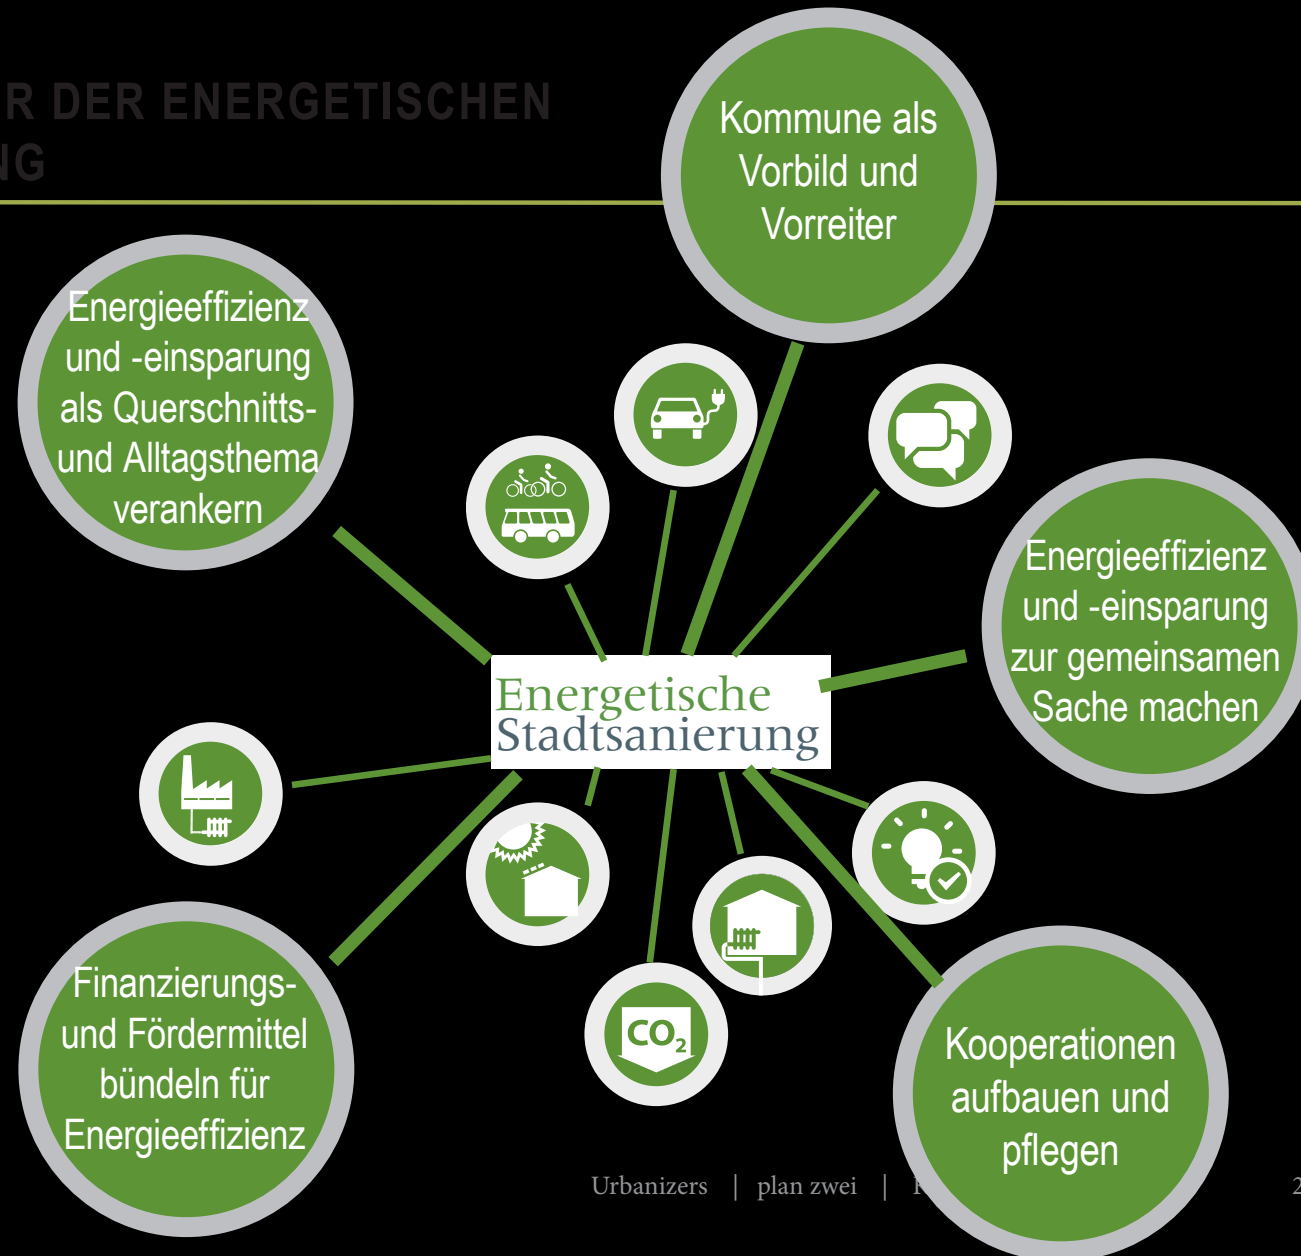 R DER ENERGETISCHEN
NG
Kommune als
Vorbild und
Vorreiter
Energieeffizienz
und -einsparung
als Querschnitts-
und Alltagsthema
verankern
Energieeffizienz
und -einsparung
zur gemeinsamen
Sache machen
Energetische
Stadtsanierung
CO₂
Finanzierungs-
und Fördermittel
bündeln für
Energieeffizienz
Kooperationen
aufbauen und
pflegen
Urbanizers | plan zwei |
2